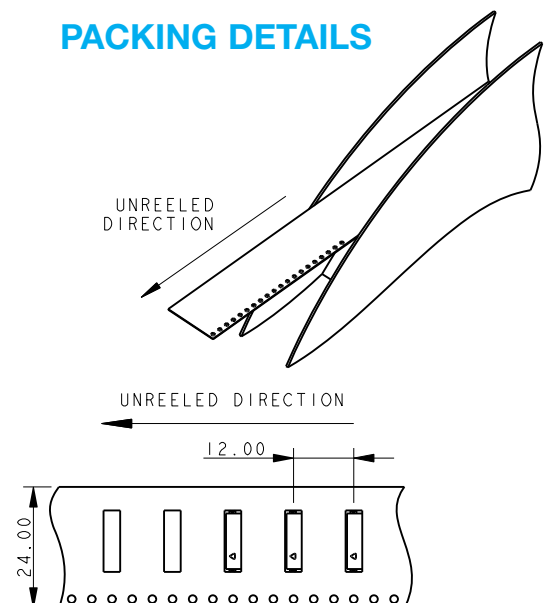 PACKING DETAILS
UNREELED
DIRECTION
UNREELED DIRECTION
12.00
24.00